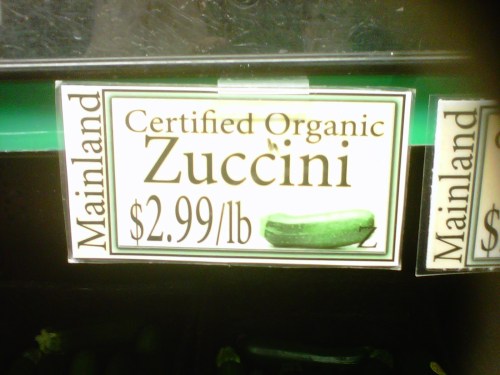 Mainland
Certified Organic
Zuccini
$2.99/lb
Z
Mainland
$